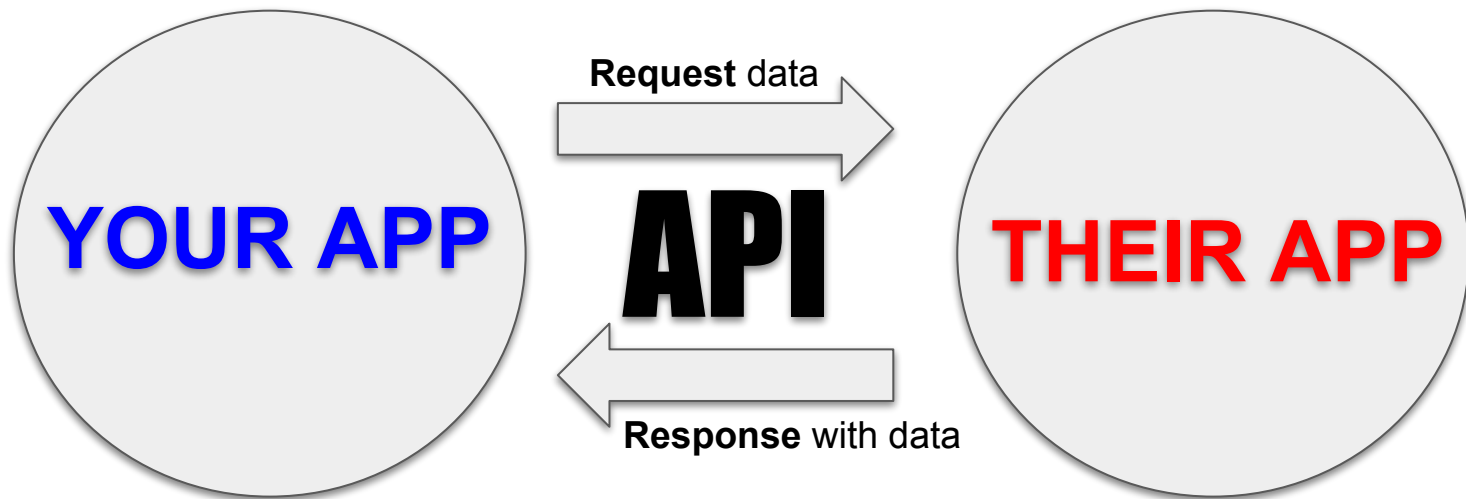 Request data
YOUR APP
API
THEIR APP
Response with data